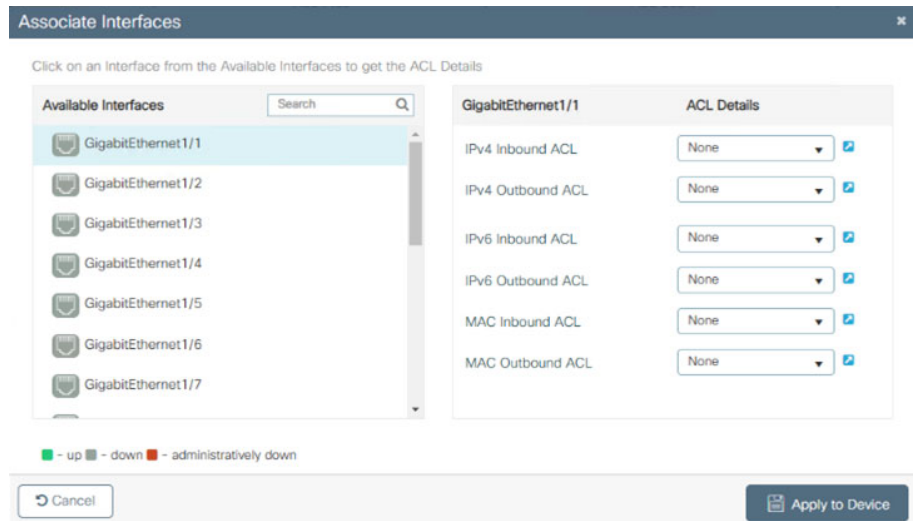 Associate Interfaces
Click on an Interface from the Available Interfaces to get the ACL Details
Available Interfaces
Search
GigabitEthernet1/1
GigabitEthernet1/2
GigabitEthernet1/3
GigabitEthernet1/4
GigabitEthernet1/5
GigabitEthernet1/6
GigabitEthernet1/7
GigabitEthernet1/1 ACL Details
IPv4 Inbound ACL None
IPv4 Outbound ACL None
IPv6 Inbound ACL None
IPv6 Outbound ACL None
MAC Inbound ACL None
MAC Outbound ACL None
- up - down - administratively down
Cancel
Apply to Device